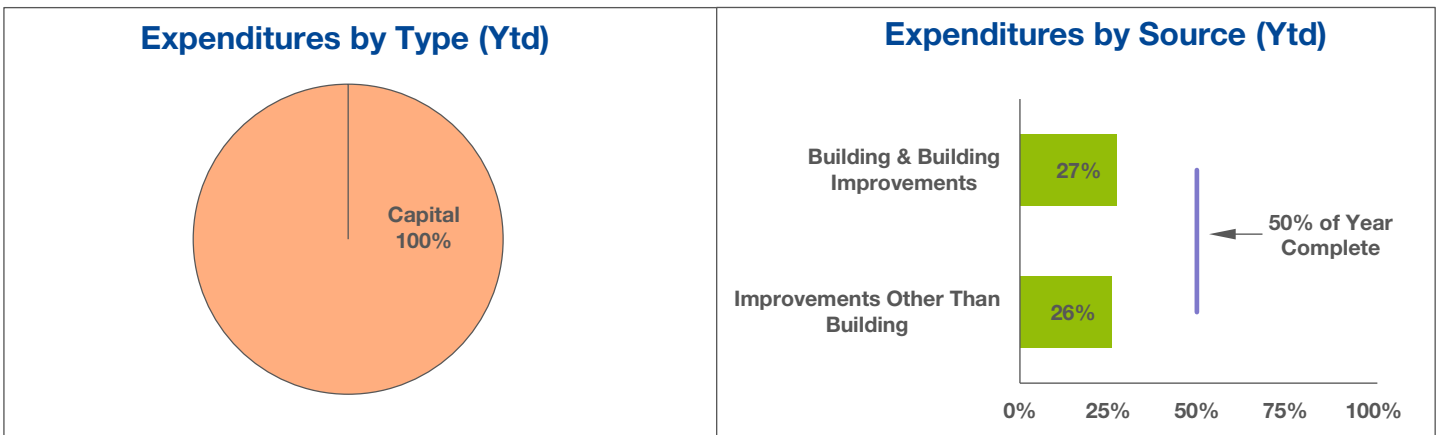 Expenditures by Type (Ytd)
Capital
100%
Expenditures by Source (Ytd)
Building & Building
Improvements
27%
50% of Year
Complete
Improvements Other Than
Building
26%
0% 25% 50% 75% 100%